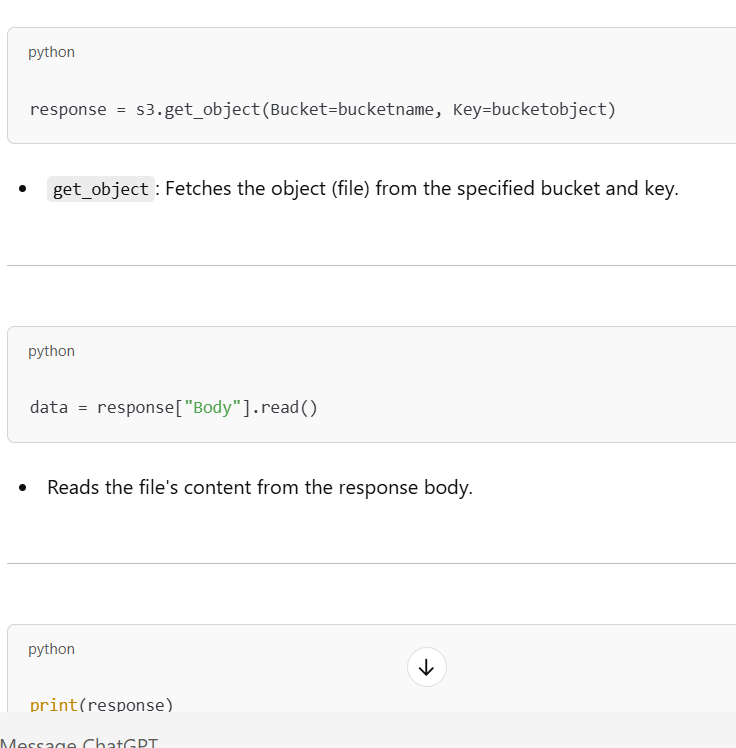 python
response = s3.get_object(Bucket=bucketname, Key=bucketobject)
get_object: Fetches the object (file) from the specified bucket and key.
python
data = response["Body"].read()
Reads the file's content from the response body.
python
print(response)
Message ChatGPT